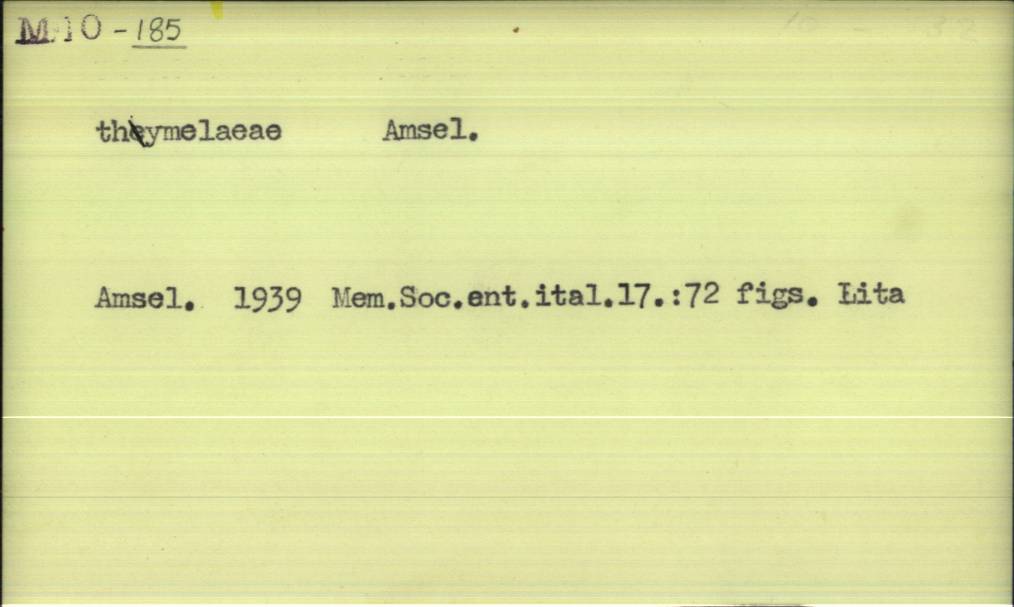 M 10 - 185
thymelaeae Amsel.
Amsel. 1939 Mem.Soc.ent.ital.17.:72 figs. Lita